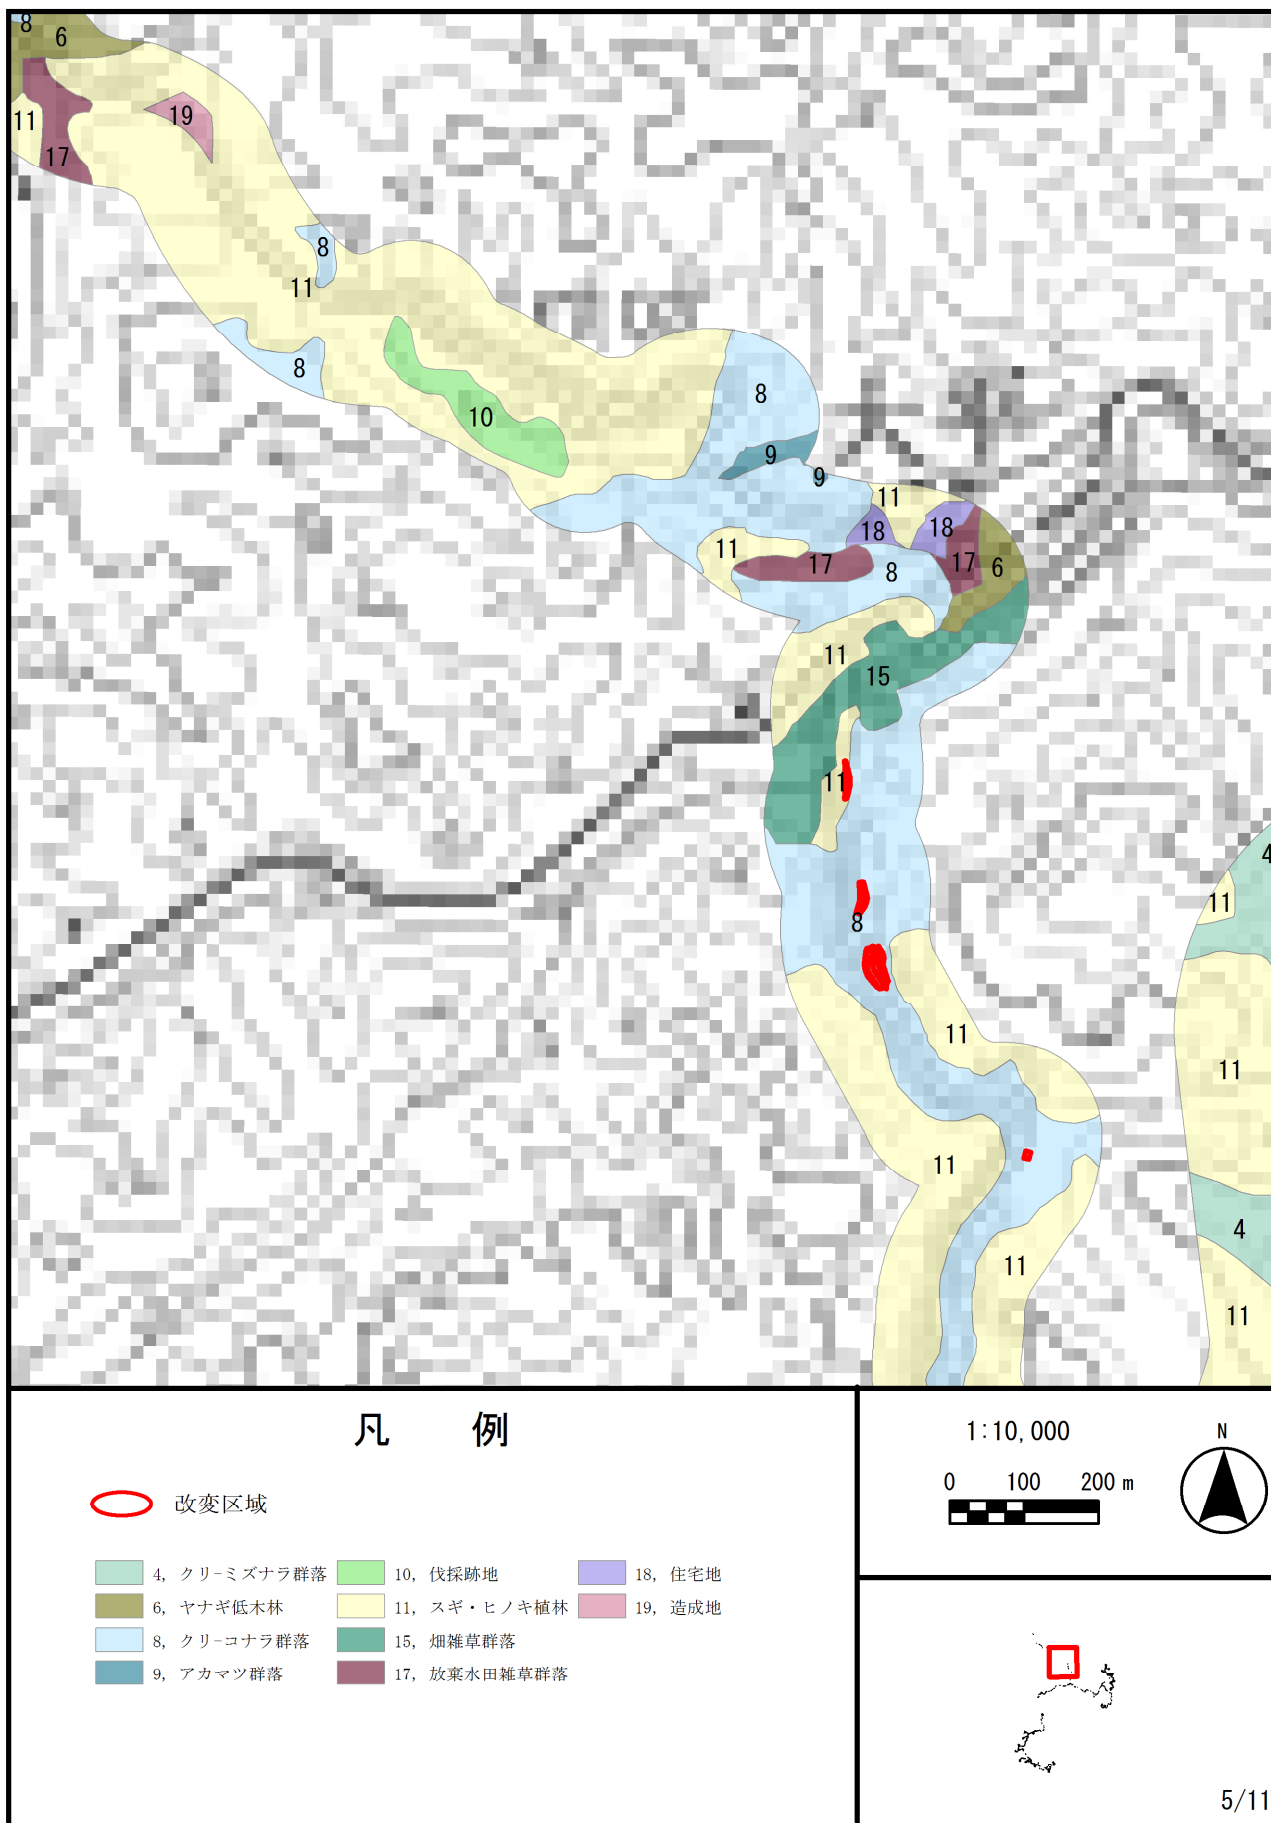 8
6
11
17
19
8
11
8
10
8
9
9
11
18
18
11
17
8
17
6
11
15
11
8
4
11
11
11
11
4
11
11
凡 例
改変区域
4, クリ-ミズナラ群落
6, ヤナギ低木林
8, クリ-コナラ群落
9, アカマツ群落
10, 伐採跡地
11, スギ・ヒノキ植林
15, 畑雑草群落
17, 放棄水田雑草群落
18, 住宅地
19, 造成地
1:10,000
0 100 200 m
N
5/11